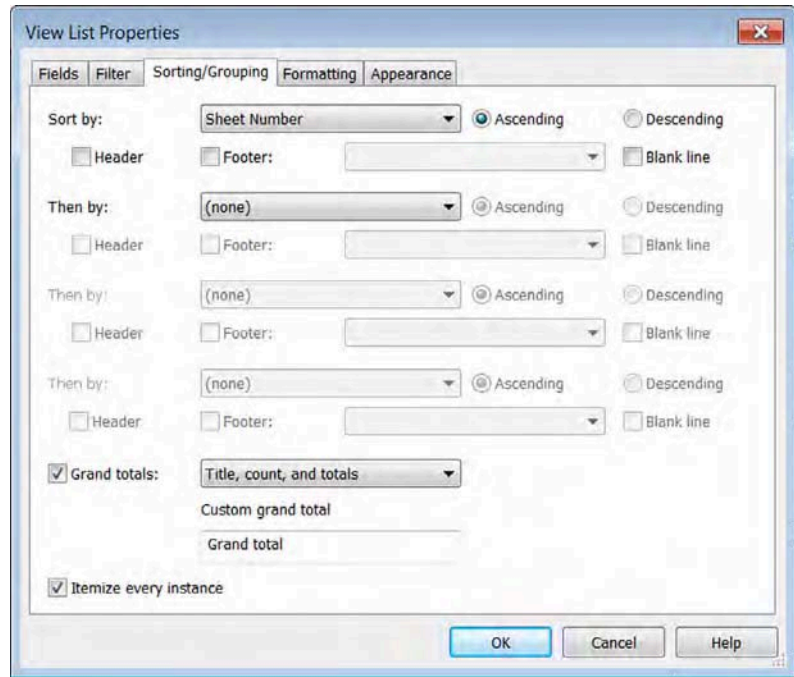 View List Properties
Fields Filter Sorting/Grouping Formatting Appearance
Sort by: Sheet Number Ascending Descending
Header Footer: Blank line
Then by: (none) Ascending Descending
Header Footer: Blank line
Then by: (none) Ascending Descending
Header Footer: Blank line
Then by: (none) Ascending Descending
Header Footer: Blank line
Grand totals: Title, count, and totals
Custom grand total
Grand total
Itemize every instance
OK Cancel Help